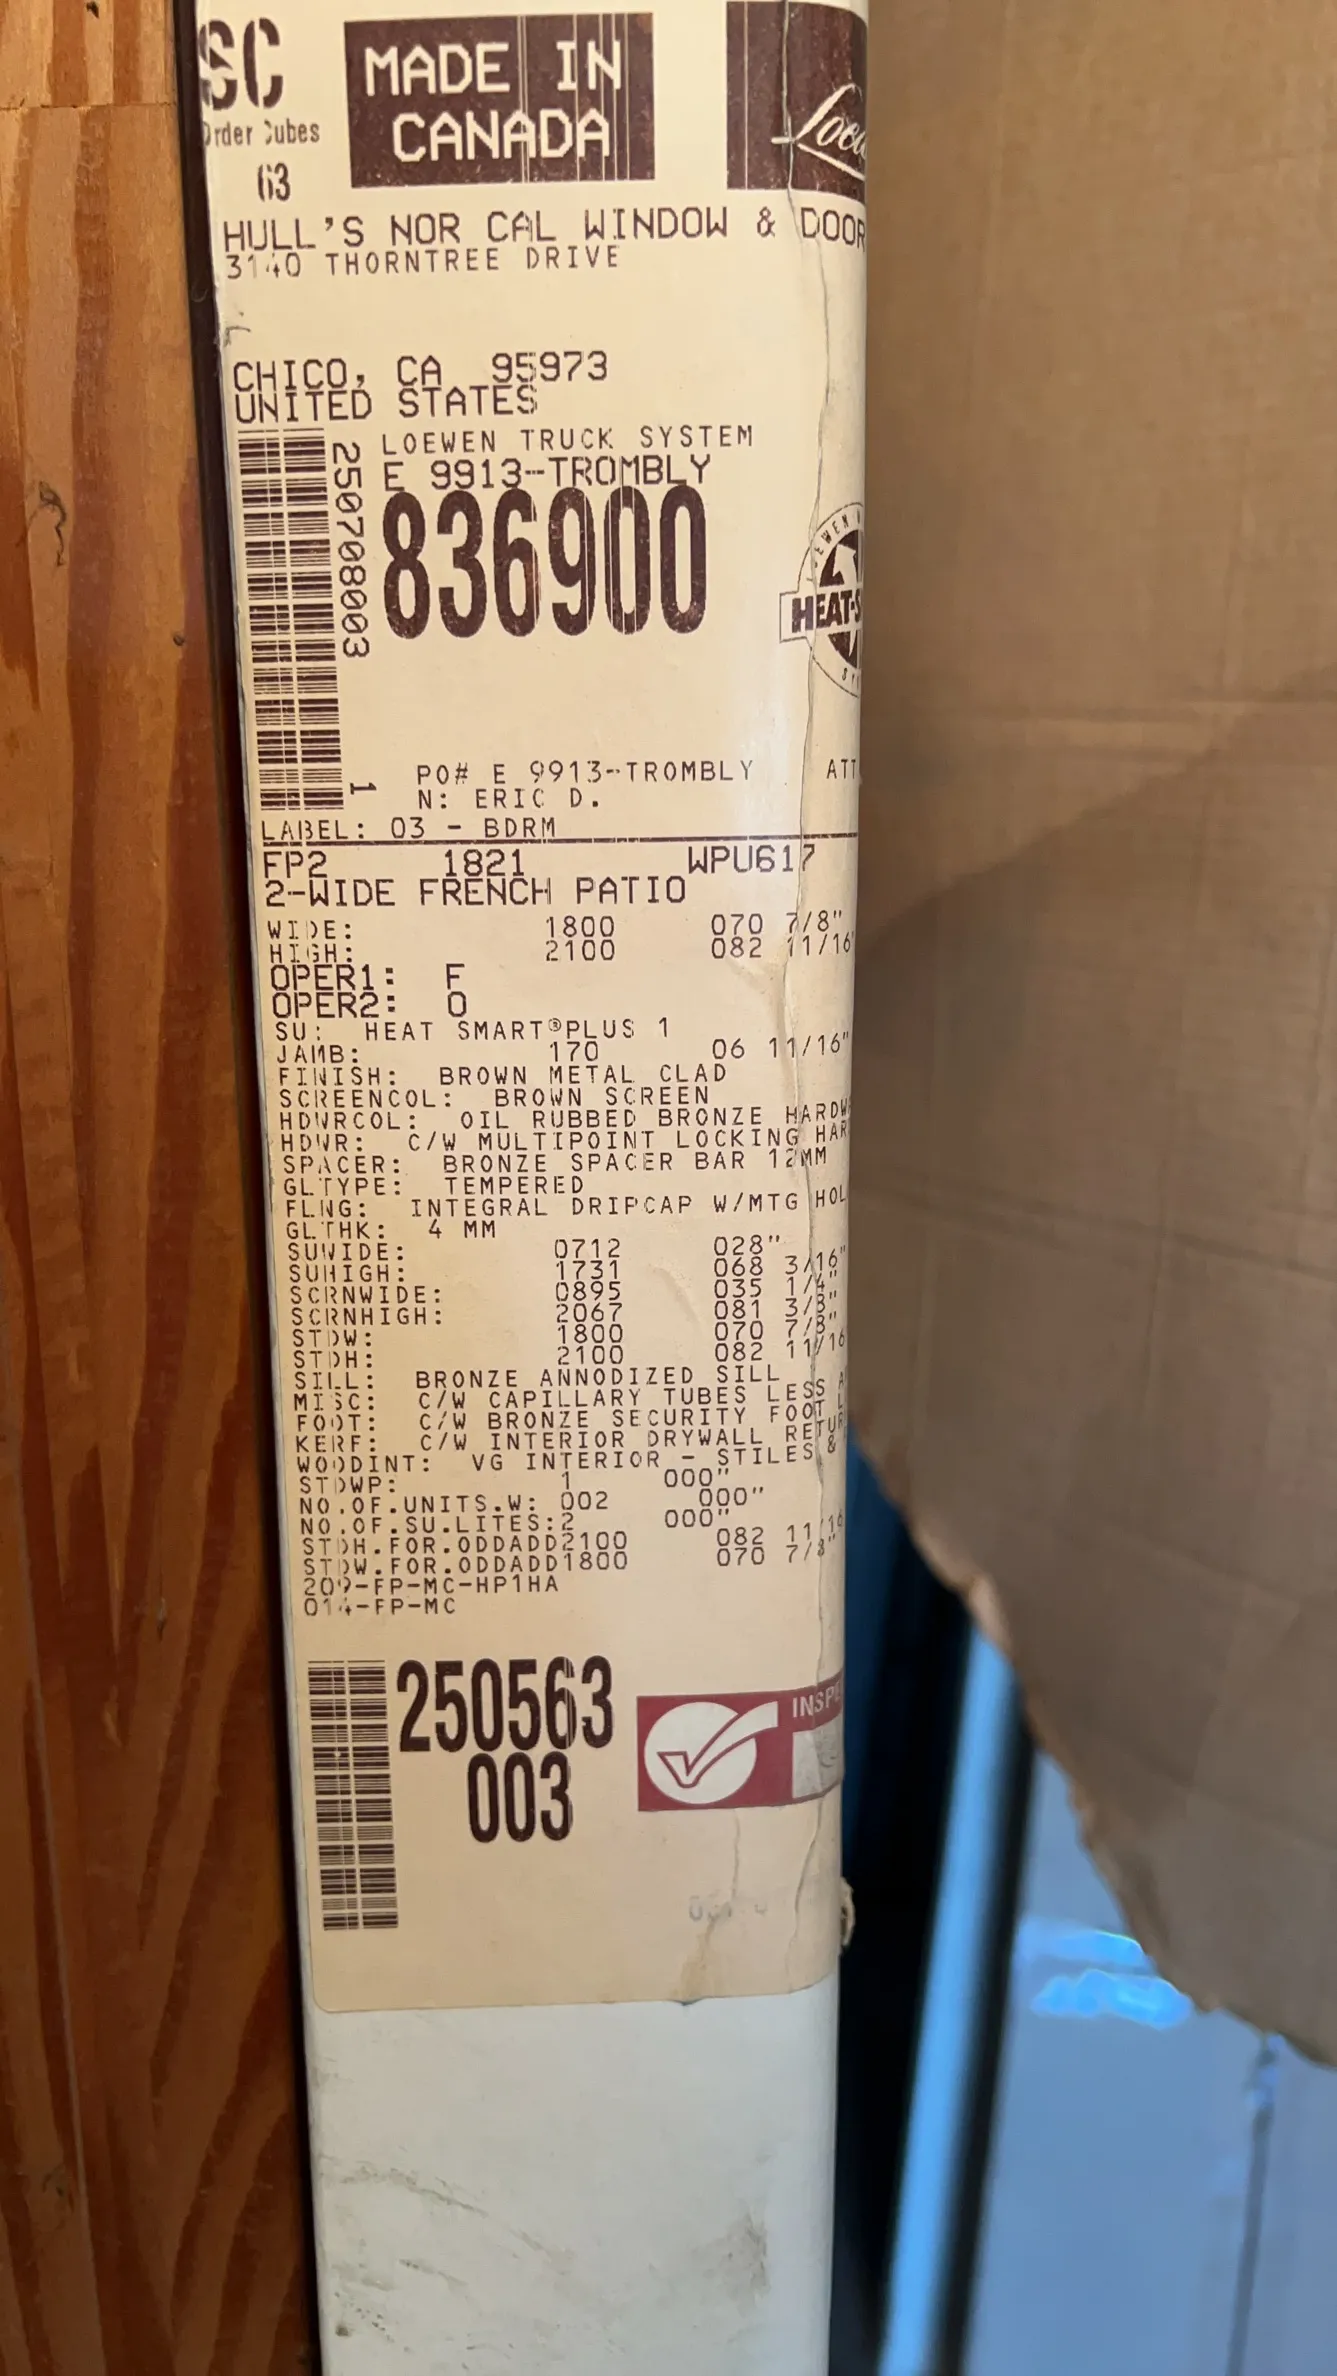 SC
Order Cubes
63
MADE IN
CANADA
HULL'S NOR CAL WINDOW & DOOR
3140 THORNTREE DRIVE
CHICO, CA 95973
UNITED STATES
LOEWEN TRUCK SYSTEM
E 9913-TROMBLY
836900
250708003
1
HEAT-S
PO# E 9913-TROMBLY ATT
N: ERIC D.
LABEL: 03 - BDRM
FP2 1821 WPU617
2-WIDE FRENCH PATIO
WIDE: 1800 070 7/8"
HIGH: 2100 082 11/16"
OPER1: F
OPER2: O
SU: HEAT SMART®PLUS 1
JAMB: 170 06 11/16"
FINISH: BROWN METAL CLAD
SCREENCOL: BROWN SCREEN
HDWRCOL: OIL RUBBED BRONZE HARDW
HDWR: C/W MULTIPOINT LOCKING HAR
SPACER: BRONZE SPACER BAR 12MM
GLTYPE: TEMPERED
FLNG: INTEGRAL DRIPCAP W/MTG HOL
GLTHK: 4 MM
SUWIDE: 0712 028"
SUHIGH: 1731 068 3/16"
SCRNWIDE: 0895 035 1/4"
SCRNHIGH: 2067 081 3/8"
STDW: 1800 070 7/8"
STDH: 2100 082 11/16
SILL: BRONZE ANNODIZED SILL
MISC: C/W CAPILLARY TUBES LESS A
FOOT: C/W BRONZE SECURITY FOOT L
KERF: C/W INTERIOR DRYWALL RETUR
WOODINT: VG INTERIOR - STILES &
STDWP: 1 000"
NO.OF.UNITS.W: 002 000"
NO.OF.SU.LITES:2 000"
STDH.FOR.ODDADD2100 082 11/16
STDW.FOR.ODDADD1800 070 7/8"
209-FP-MC-HP1HA
014-FP-MC
250563
003
INSPE